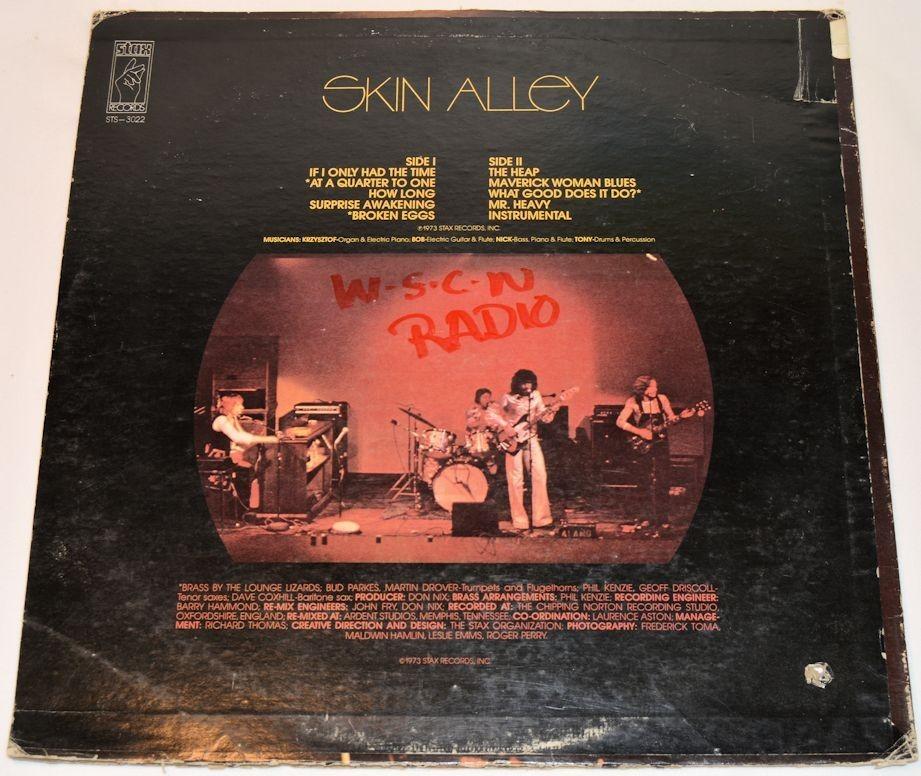 stax
RECORDS
STS-3022
SKIN ALLEY
SIDE I
IF I ONLY HAD THE TIME
*AT A QUARTER TO ONE
HOW LONG
SURPRISE AWAKENING
*BROKEN EGGS
SIDE II
THE HEAP
MAVERICK WOMAN BLUES
WHAT GOOD DOES IT DO?*
MR. HEAVY
INSTRUMENTAL
℗1973 STAX RECORDS, INC.
MUSICIANS: KRZYSZTOF-Organ & Electric Piano; BOB-Electric Guitar & Flute; NICK-Bass, Piano & Flute; TONY-Drums & Percussion
W-S-C-N
RADIO
*BRASS BY THE LOUNGE LIZARDS; BUD PARKES, MARTIN DROVER-Trumpets and Flugelhorns; PHIL KENZIE, GEOFF DRISCOLL,
Tenor saxes; DAVE COXHILL-Baritone sax; PRODUCER: DON NIX; BRASS ARRANGEMENTS: PHIL KENZIE; RECORDING ENGINEER:
BARRY HAMMOND; RE-MIX ENGINEERS: JOHN FRY, DON NIX; RECORDED AT: THE CHIPPING NORTON RECORDING STUDIO,
OXFORDSHIRE, ENGLAND; RE-MIXED AT: ARDENT STUDIOS, MEMPHIS, TENNESSEE; CO-ORDINATION: LAURENCE ASTON; MANAGE-
MENT: RICHARD THOMAS; CREATIVE DIRECTION AND DESIGN: THE STAX ORGANIZATION; PHOTOGRAPHY: FREDERICK TOMA,
MALDWIN HAMLIN, LESLIE EMMS, ROGER PERRY.
©1973 STAX RECORDS, INC.